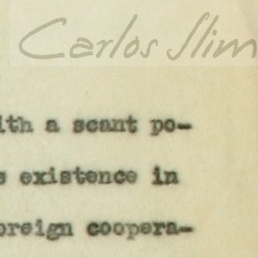 Carlos Slim
ith a scant po-
s existence in
oreign coopera-